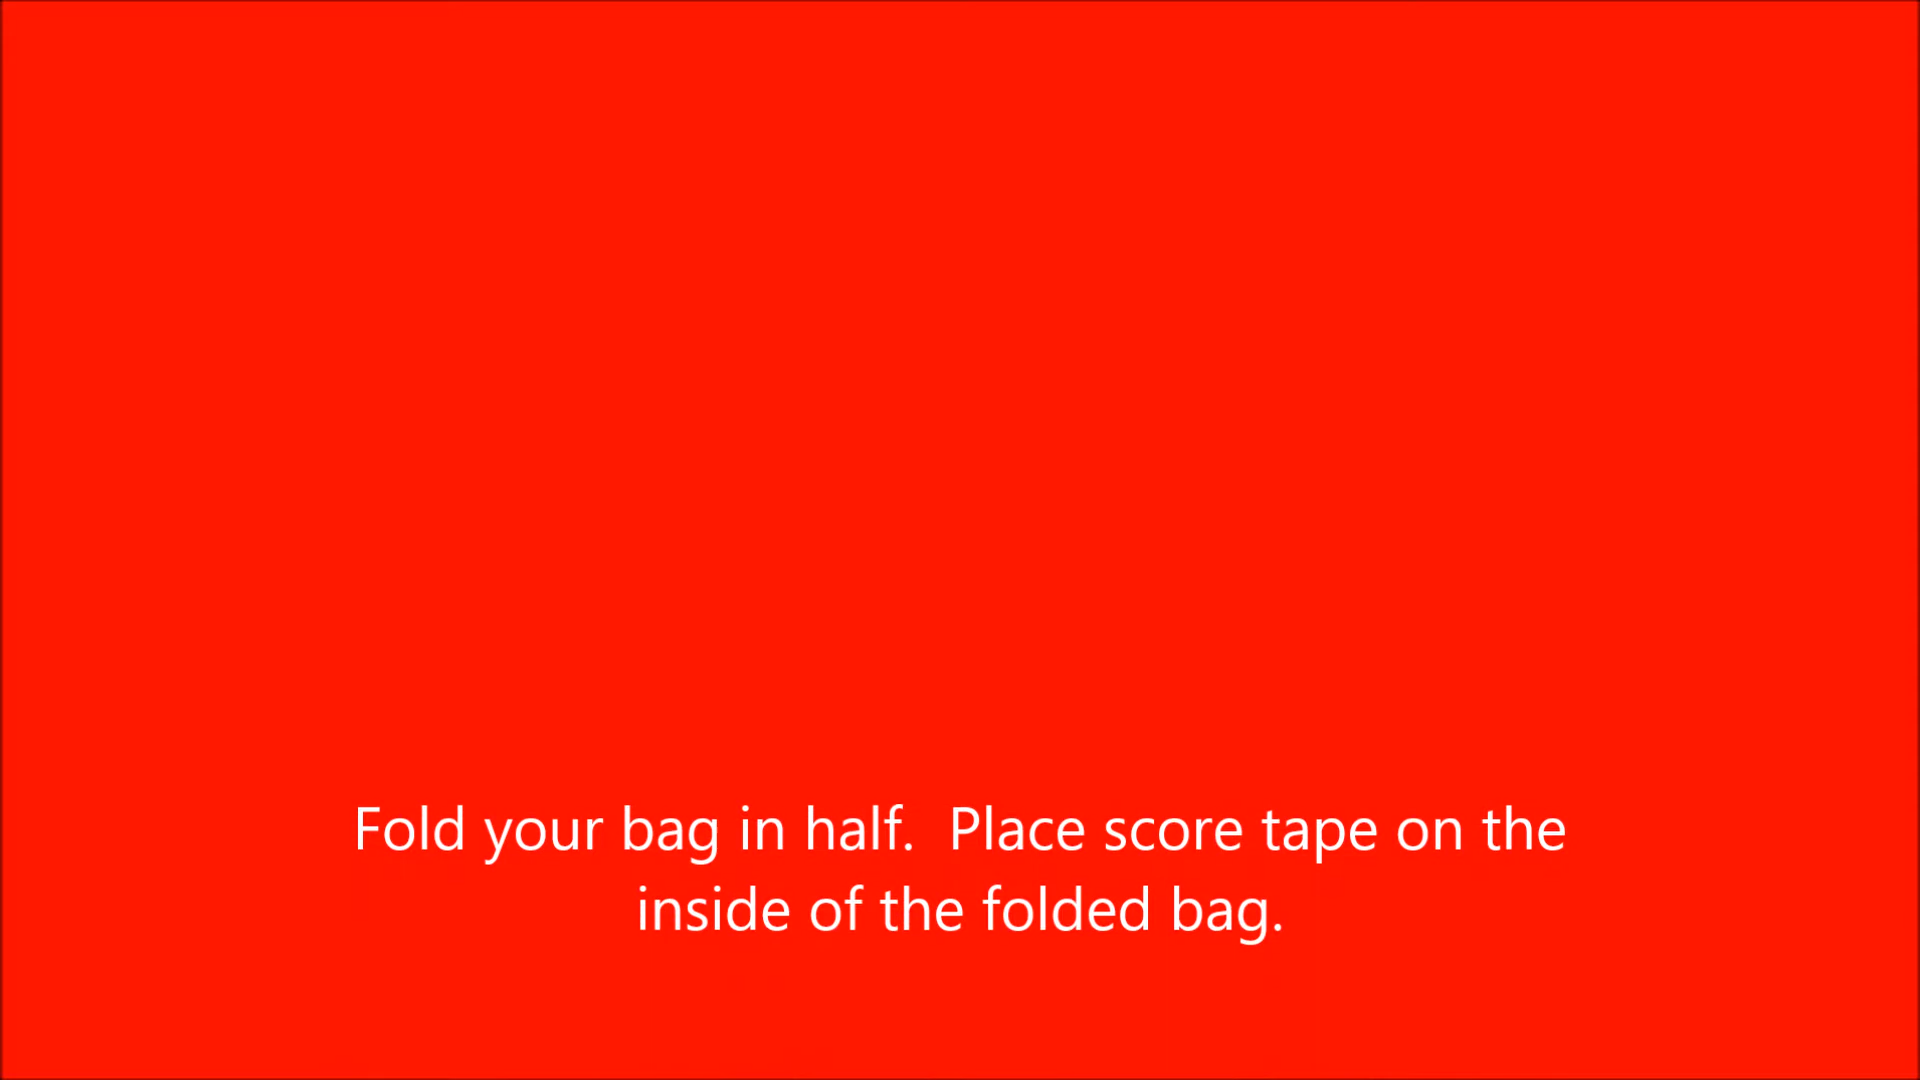 Fold your bag in half.  Place score tape on the
inside of the folded bag.